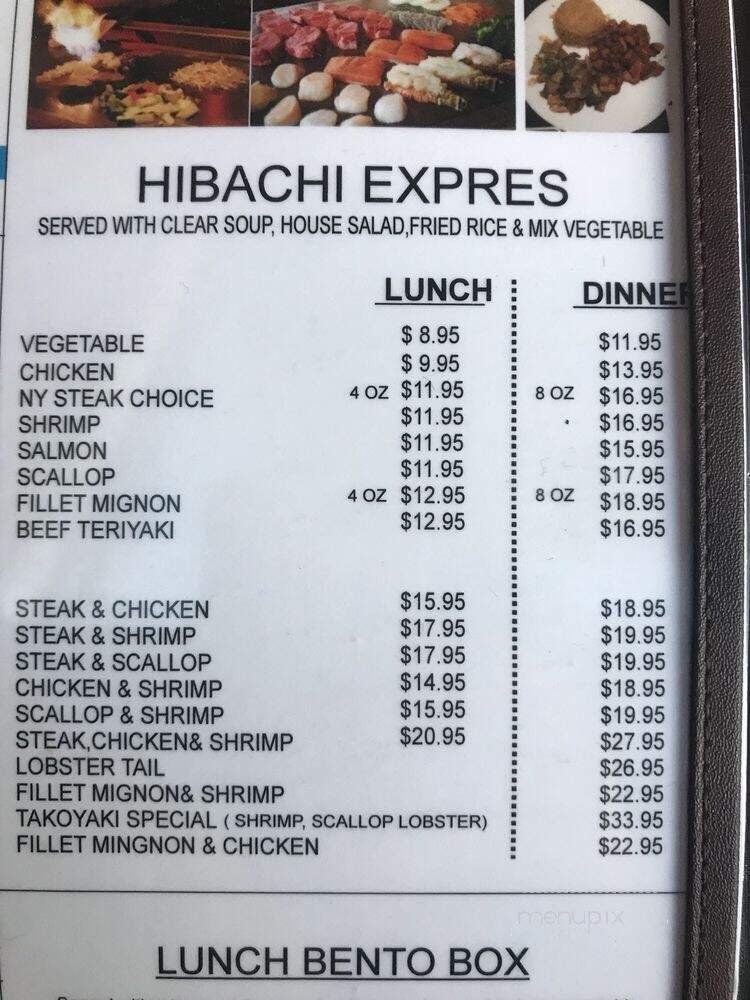 HIBACHI EXPRES
SERVED WITH CLEAR SOUP, HOUSE SALAD,FRIED RICE & MIX VEGETABLE
LUNCH DINNER
VEGETABLE $ 8.95 $11.95
CHICKEN $ 9.95 $13.95
NY STEAK CHOICE 4 OZ $11.95 8 OZ $16.95
SHRIMP $11.95 $16.95
SALMON $11.95 $15.95
SCALLOP $11.95 $17.95
FILLET MIGNON 4 OZ $12.95 8 OZ $18.95
BEEF TERIYAKI $12.95 $16.95
STEAK & CHICKEN $15.95 $18.95
STEAK & SHRIMP $17.95 $19.95
STEAK & SCALLOP $17.95 $19.95
CHICKEN & SHRIMP $14.95 $18.95
SCALLOP & SHRIMP $15.95 $19.95
STEAK,CHICKEN& SHRIMP $20.95 $27.95
LOBSTER TAIL $26.95
FILLET MIGNON& SHRIMP $22.95
TAKOYAKI SPECIAL ( SHRIMP, SCALLOP LOBSTER) $33.95
FILLET MINGNON & CHICKEN $22.95
menupix
LUNCH BENTO BOX